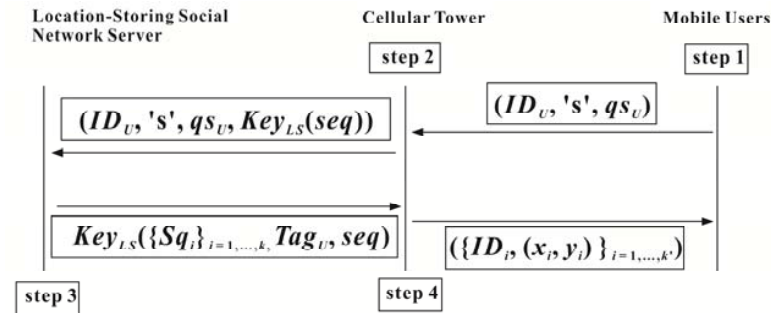 Location-Storing Social
Network Server
Cellular Tower
Mobile Users
step 2
step 1
(ID_U, 's', qs_U, Key_LS(seq))
(ID_U, 's', qs_U)
Key_LS({Sq_i}_{i=1,...,k,} Tag_U, seq)
({ID_i, (x_i, y_i) }_{i=1,...,k'})
step 3
step 4